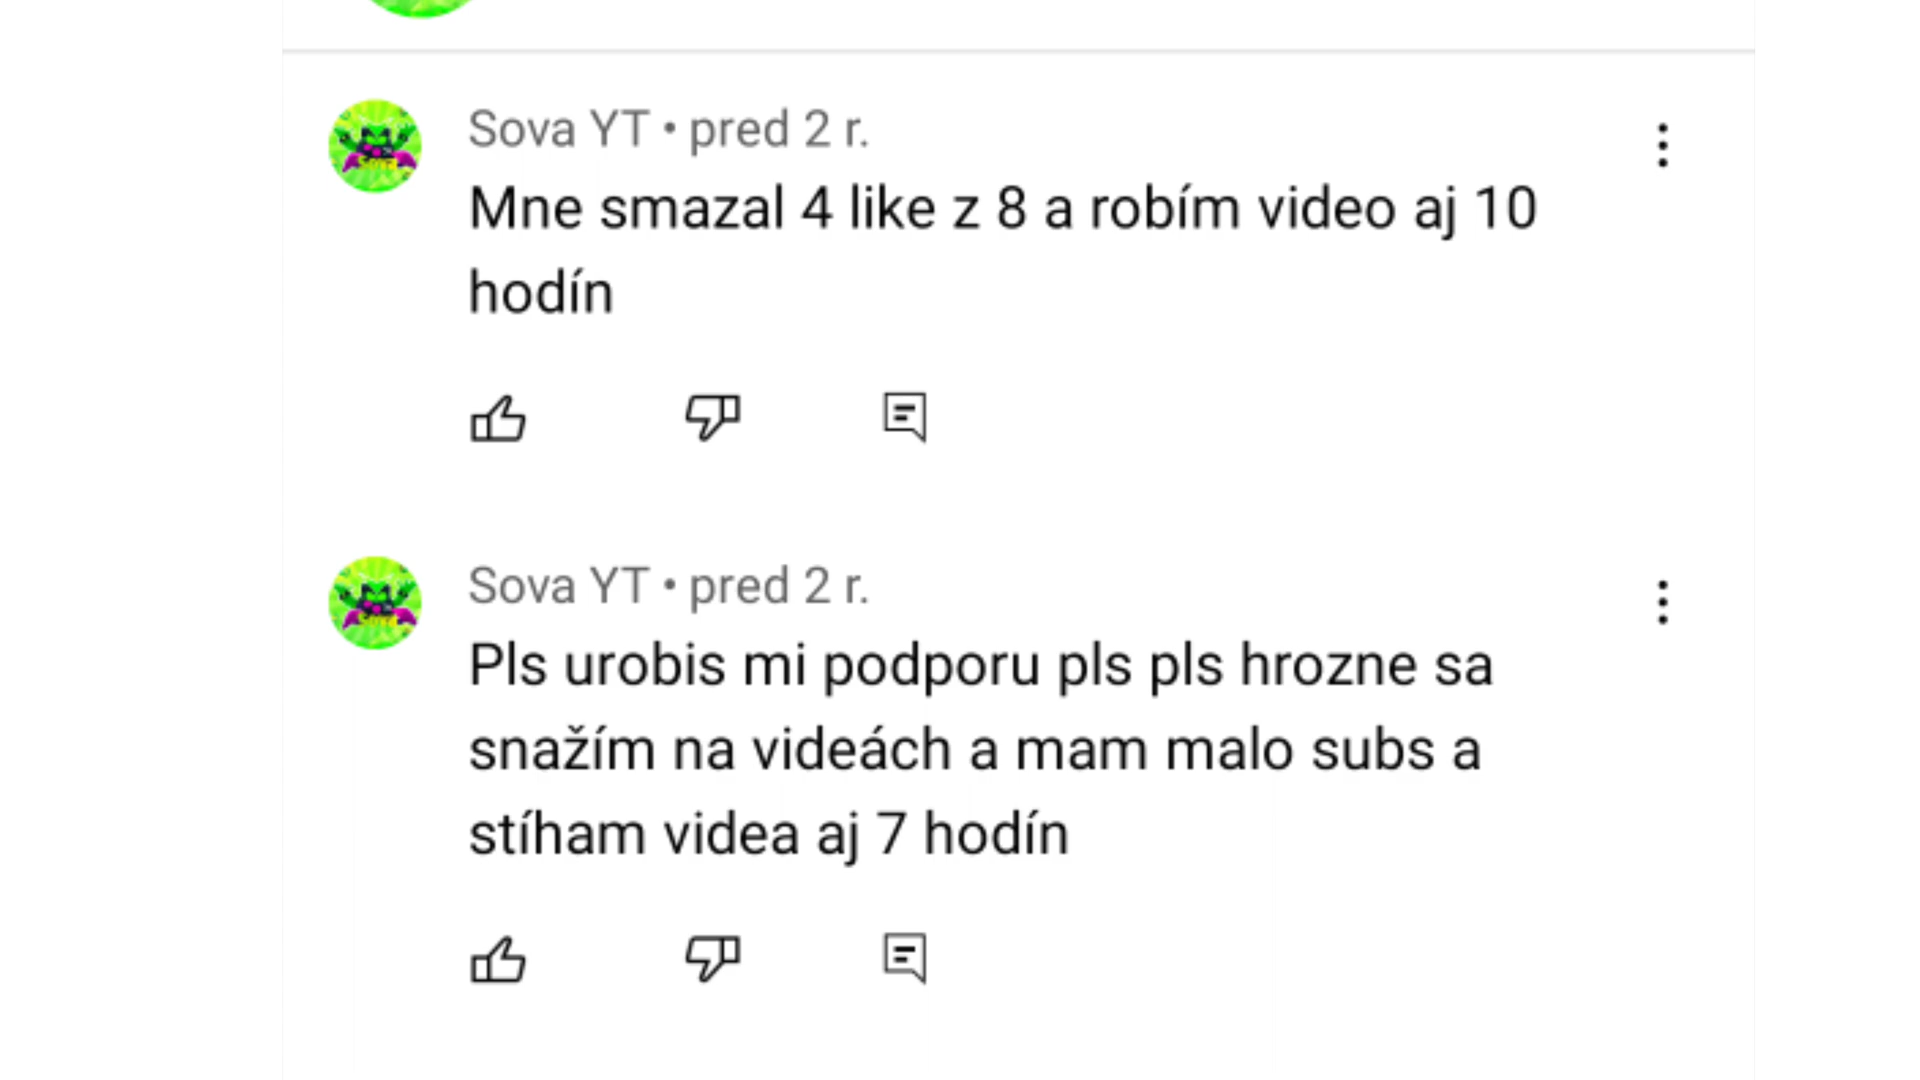 Sova YT • pred 2 r.
Mne smazal 4 like z 8 a robím video aj 10
hodín
Sova YT • pred 2 r.
Pls urobis mi podporu pls pls hrozne sa
snažím na videách a mam malo subs a
stíham videa aj 7 hodín